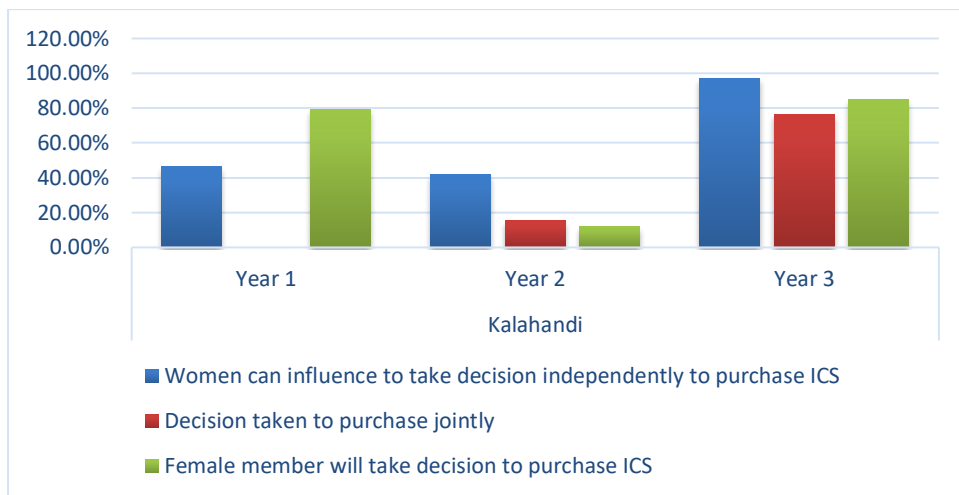 120.00%
100.00%
80.00%
60.00%
40.00%
20.00%
0.00%
Year 1 Year 2 Year 3
Kalahandi
Women can influence to take decision independently to purchase ICS
Decision taken to purchase jointly
Female member will take decision to purchase ICS